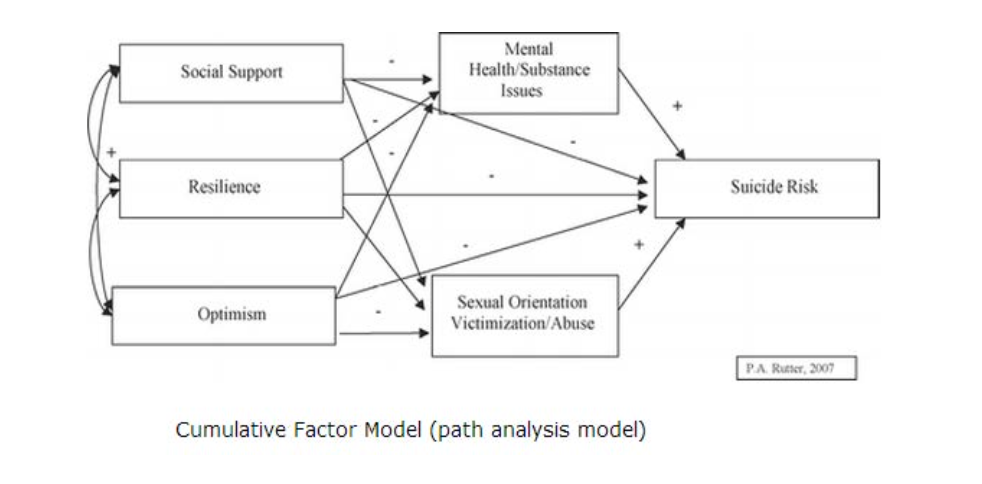 Social Support
Mental
Health/Substance
Issues
-
+
-
-
-
+
Resilience
-
Suicide Risk
-
+
Optimism
-
Sexual Orientation
Victimization/Abuse
P.A. Rutter, 2007
Cumulative Factor Model (path analysis model)